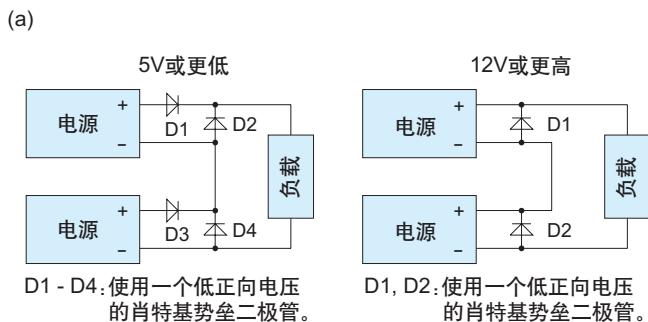 (a)
5V或更低
电源
+
−
D1
D2
电源
+
−
D3
D4
负载
D1 - D4:使用一个低正向电压
的肖特基势垒二极管。
12V或更高
电源
+
−
D1
电源
+
−
D2
负载
D1, D2:使用一个低正向电压
的肖特基势垒二极管。